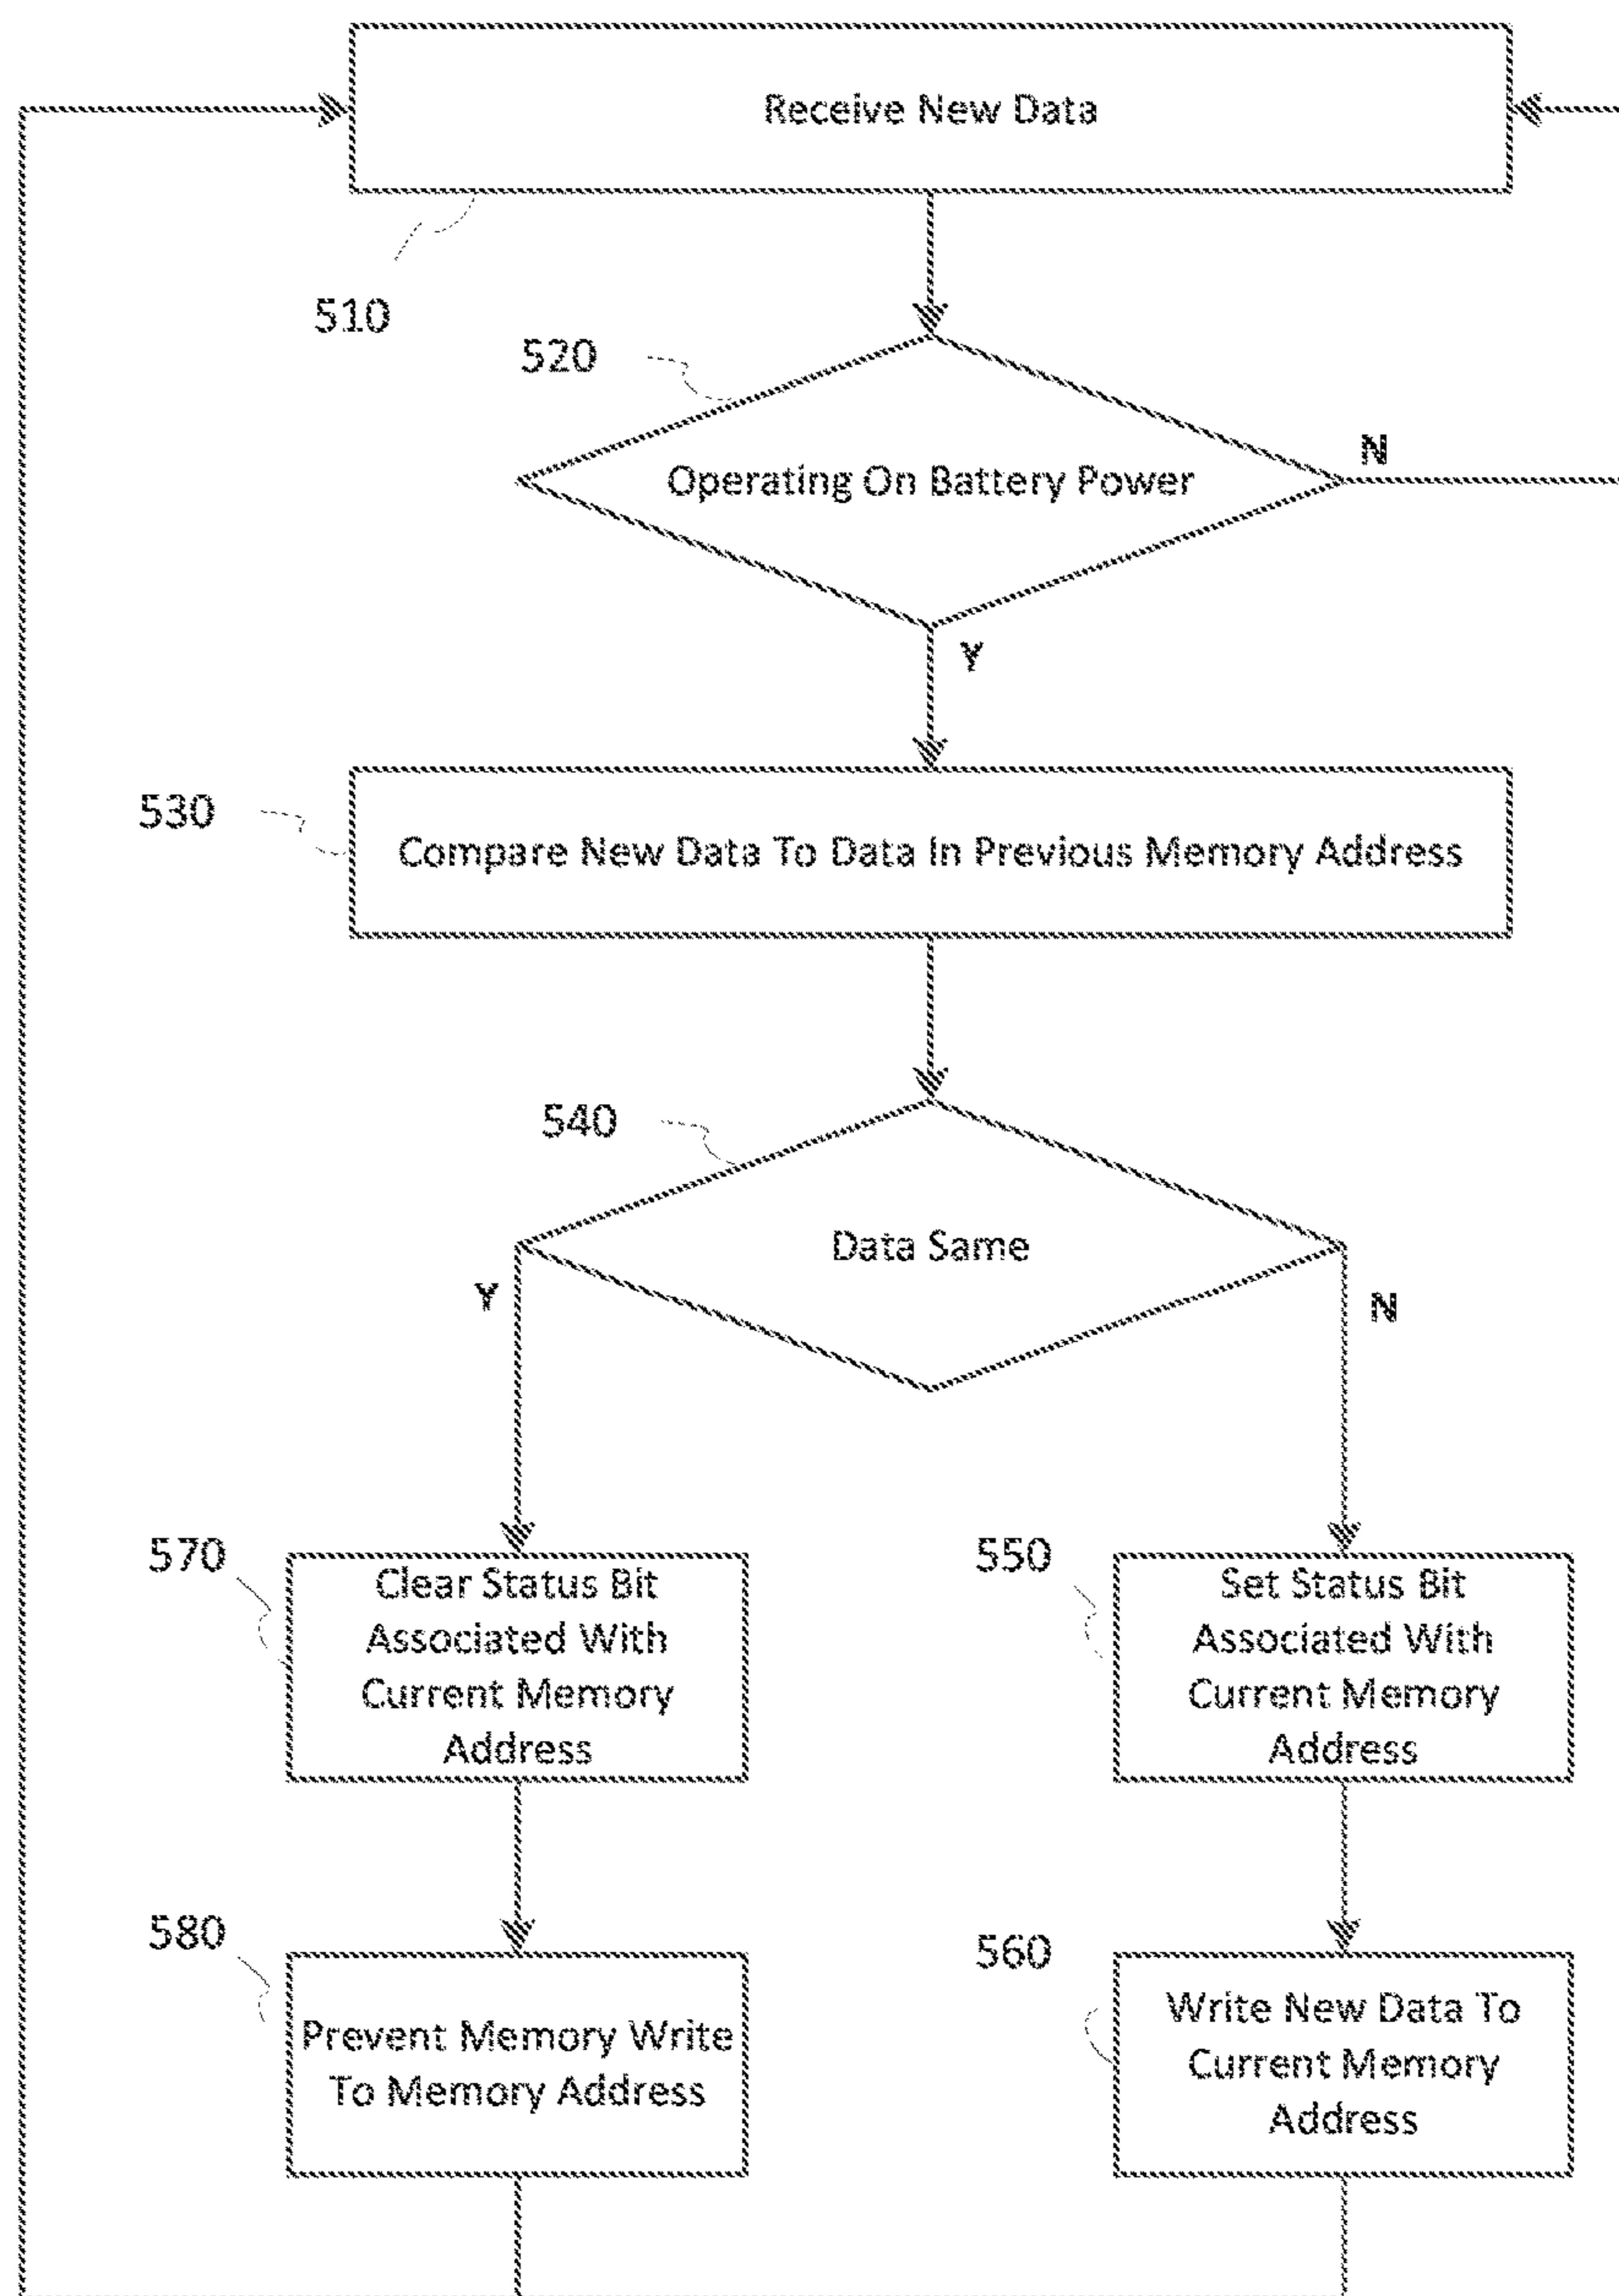 Receive New Data
510
520
Operating On Battery Power
N
Y
530
Compare New Data To Data In Previous Memory Address
540
Data Same
Y
N
570
Clear Status Bit
Associated With
Current Memory
Address
550
Set Status Bit
Associated With
Current Memory
Address
580
Prevent Memory Write
To Memory Address
560
Write New Data To
Current Memory
Address